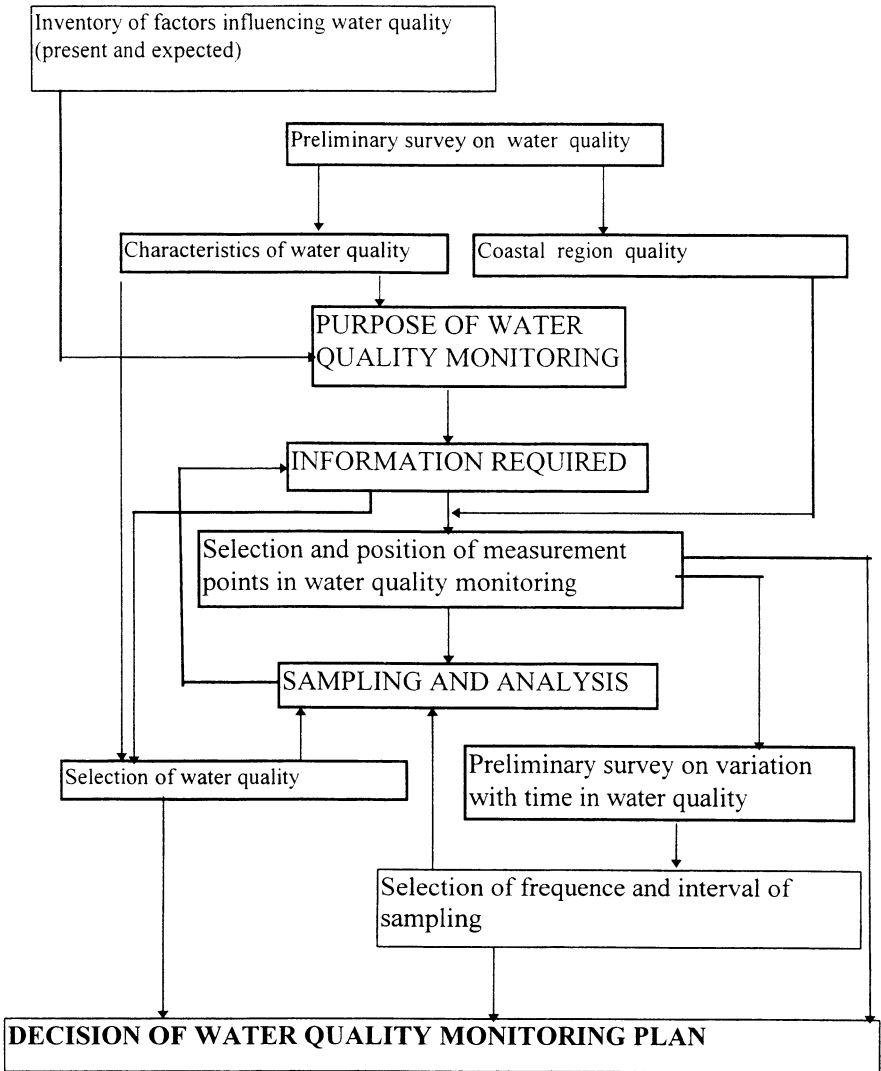 Inventory of factors influencing water quality
(present and expected)
Preliminary survey on water quality
Characteristics of water quality
Coastal region quality
PURPOSE OF WATER
QUALITY MONITORING
INFORMATION REQUIRED
Selection and position of measurement
points in water quality monitoring
SAMPLING AND ANALYSIS
Selection of water quality
Preliminary survey on variation
with time in water quality
Selection of frequence and interval of
sampling
DECISION OF WATER QUALITY MONITORING PLAN